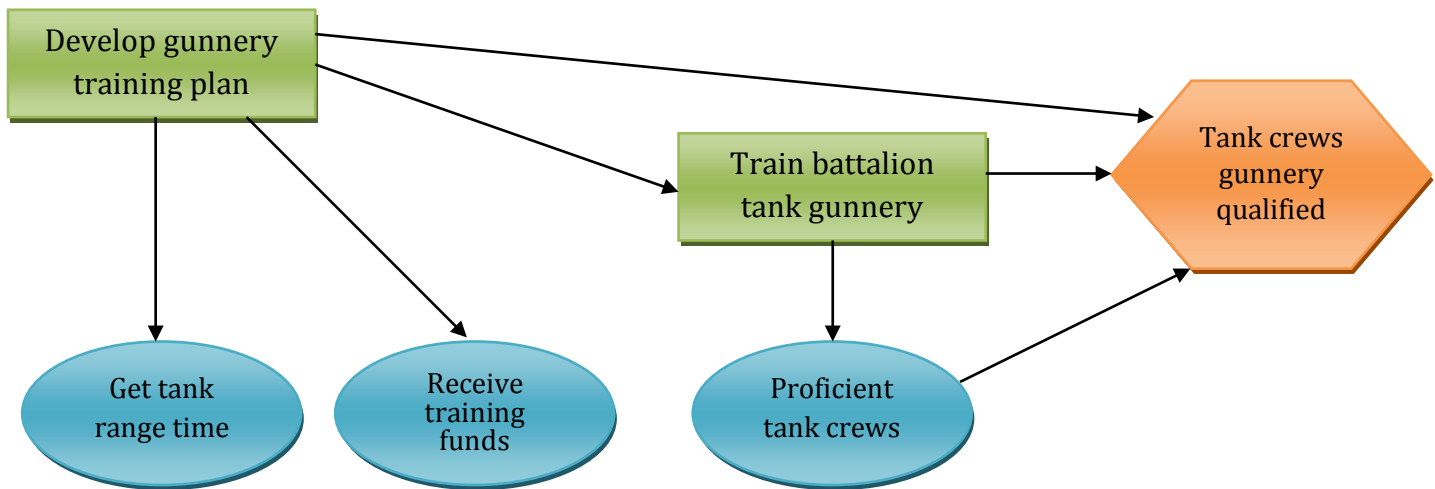 Develop gunnery
training plan
Train battalion
tank gunnery
Tank crews
gunnery
qualified
Get tank
range time
Receive
training
funds
Proficient
tank crews